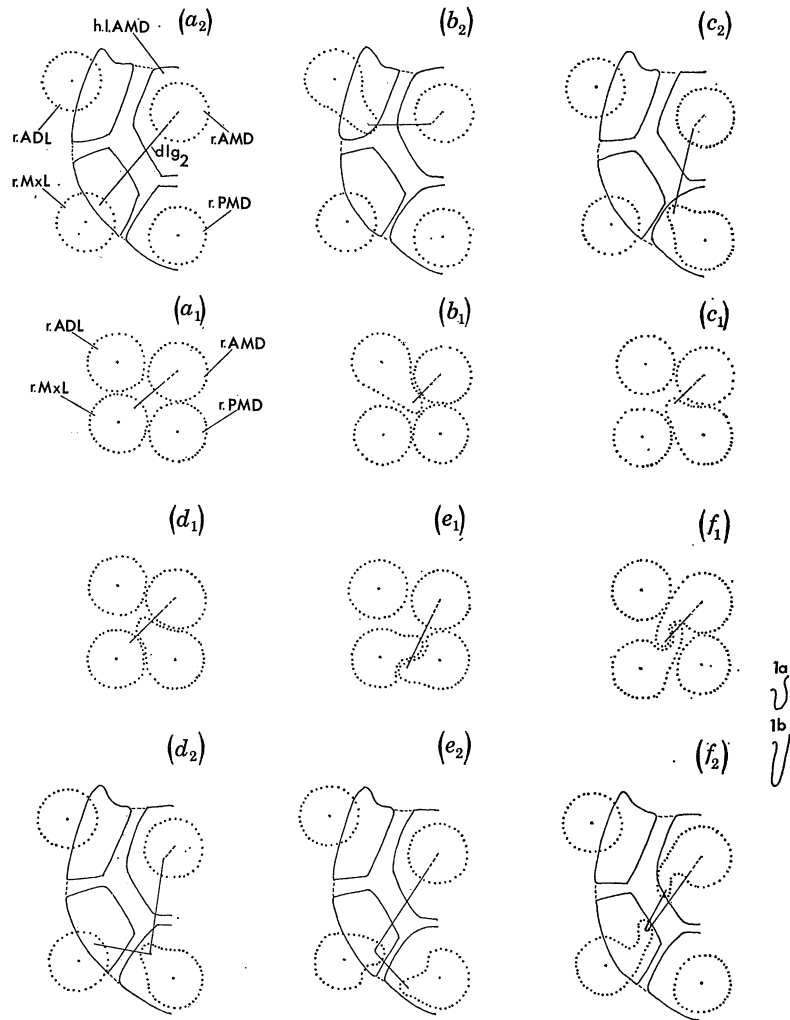 h.l.AMD (a₂) (b₂) (c₂)
r.ADL r.AMD
dlg₂
r.MxL r.PMD
(a₁) (b₁) (c₁)
r.ADL r.AMD
r.MxL r.PMD
(d₁) (e₁) (f₁)
1a
1b
(d₂) (e₂) (f₂)